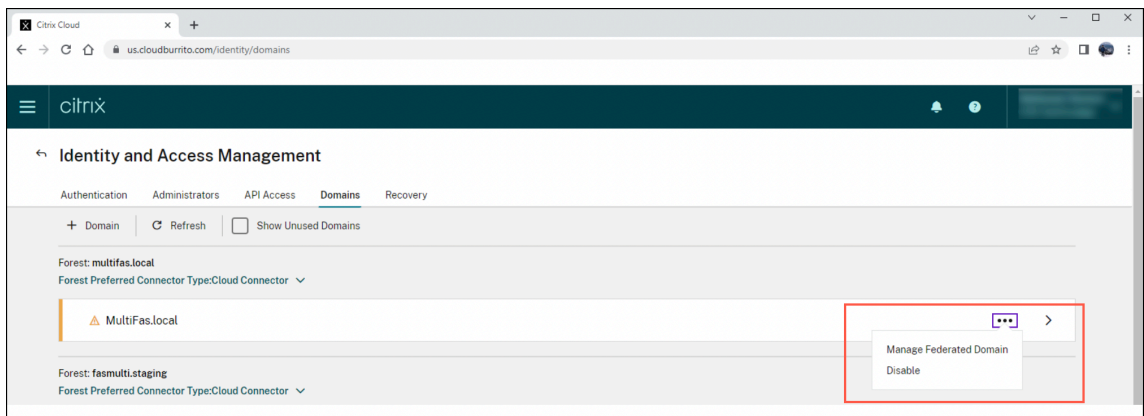 Citrix Cloud
us.cloudburrito.com/identity/domains
citrix
Identity and Access Management
Authentication Administrators API Access Domains Recovery
+ Domain Refresh Show Unused Domains
Forest: multifas.local
Forest Preferred Connector Type:Cloud Connector
MultiFas.local
Manage Federated Domain
Disable
Forest: fasmulti.staging
Forest Preferred Connector Type:Cloud Connector